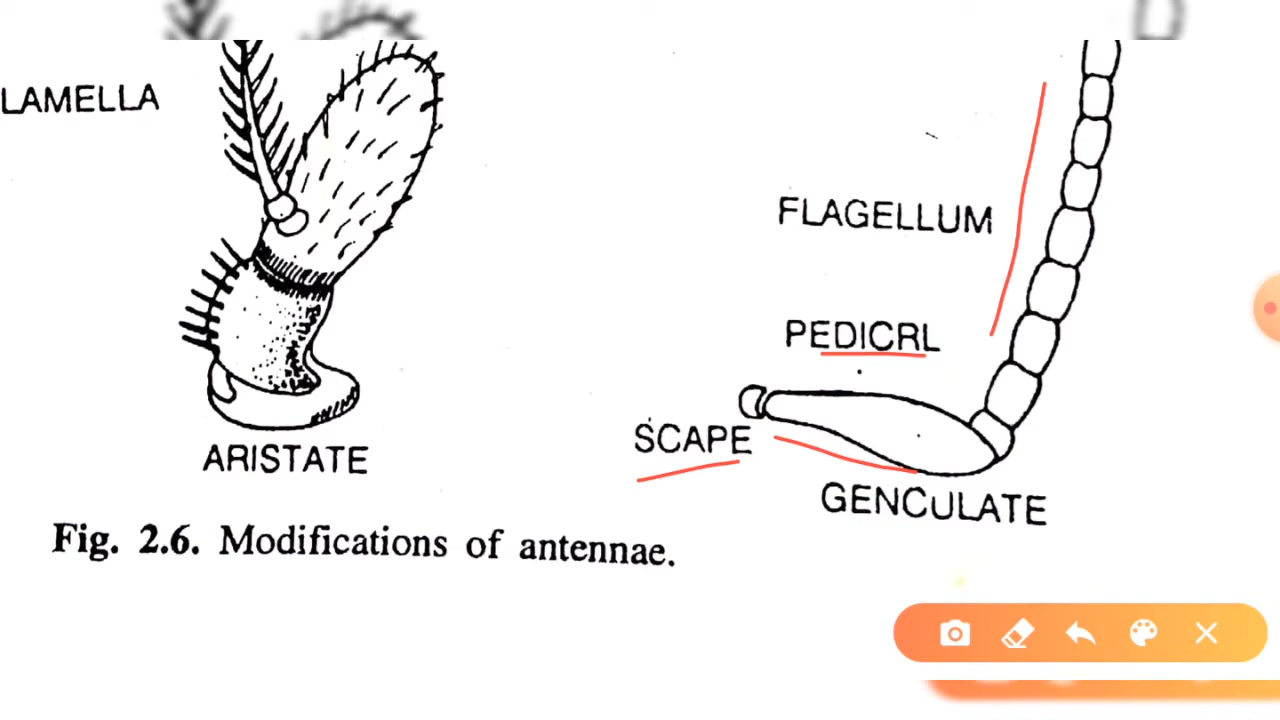 LAMELLA
FLAGELLUM
PEDICRL
SCAPE
ARISTATE
GENCULATE
Fig. 2.6. Modifications of antennae.